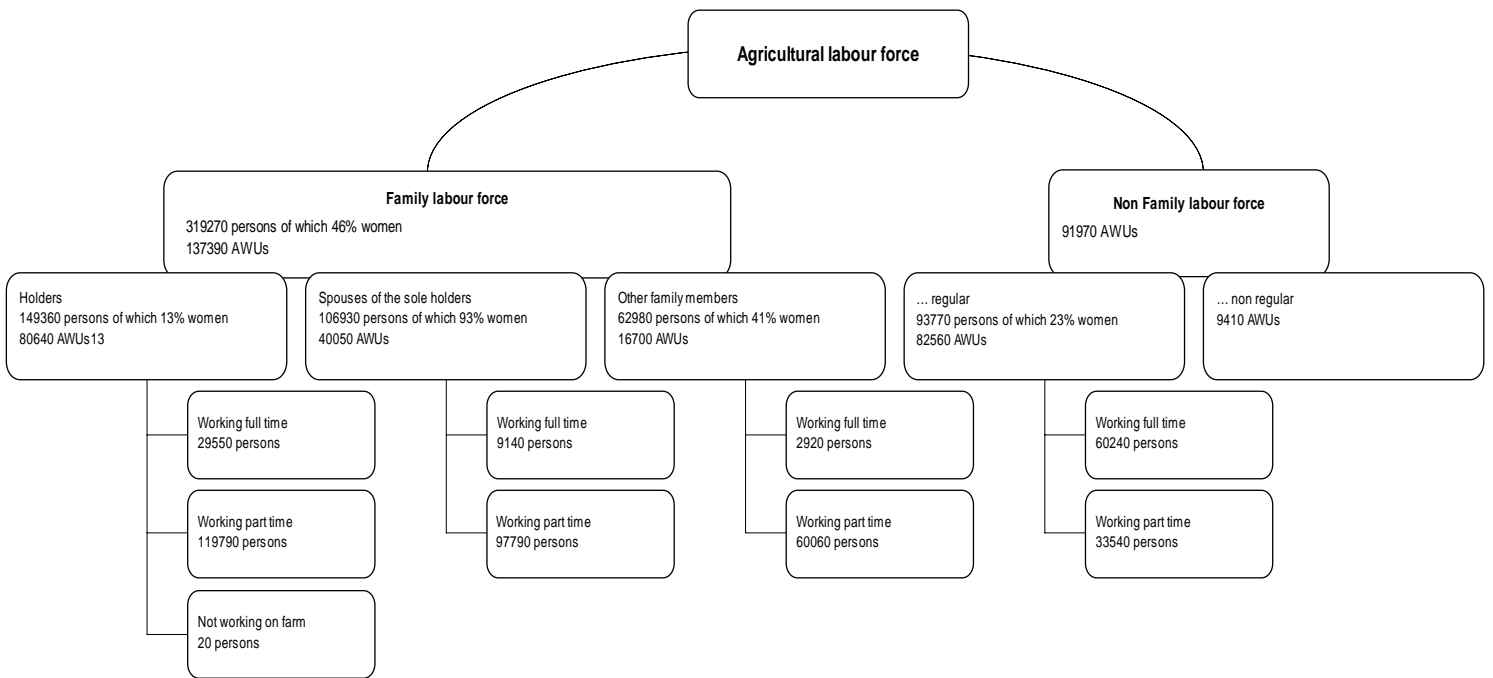 Agricultural labour force
Family labour force
319270 persons of which 46% women
137390 AWUs
Non Family labour force
91970 AWUs
Holders
149360 persons of which 13% women
80640 AWUs13
Spouses of the sole holders
106930 persons of which 93% women
40050 AWUs
Other family members
62980 persons of which 41% women
16700 AWUs
... regular
93770 persons of which 23% women
82560 AWUs
... non regular
9410 AWUs
Working full time
29550 persons
Working full time
9140 persons
Working full time
2920 persons
Working full time
60240 persons
Working part time
119790 persons
Working part time
97790 persons
Working part time
60060 persons
Working part time
33540 persons
Not working on farm
20 persons